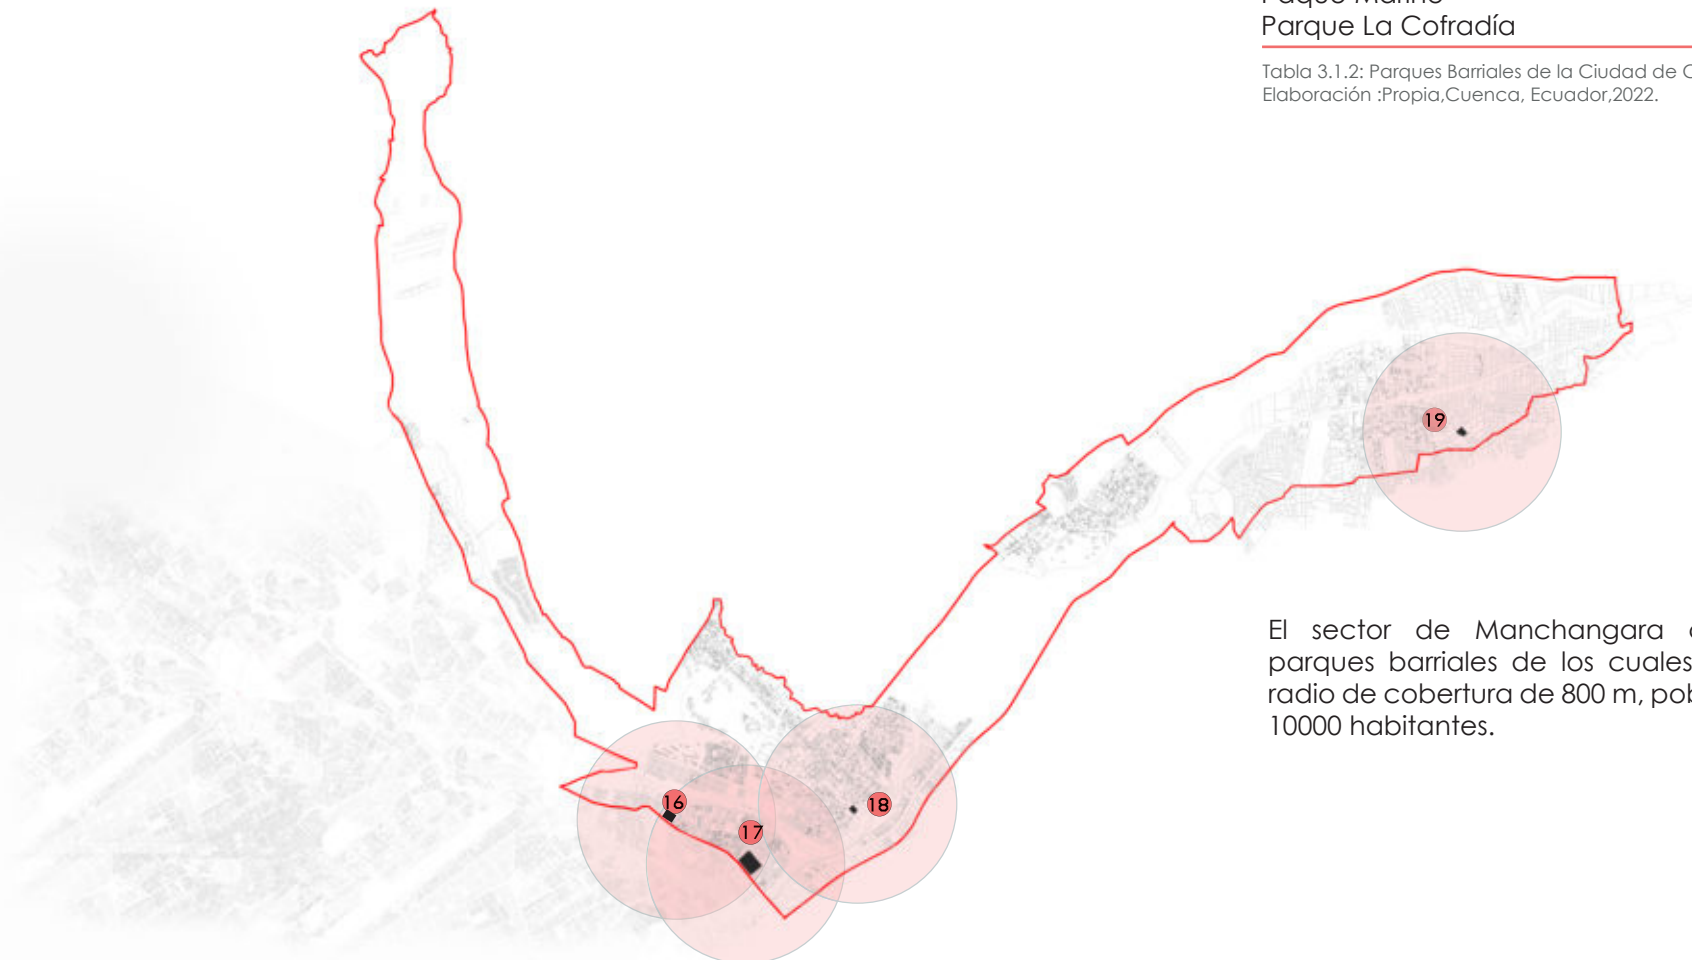 Parque La Cofradía
Tabla 3.1.2: Parques Barriales de la Ciudad de
Elaboración :Propia,Cuenca, Ecuador,2022.
19
El sector de Manchangara
parques barriales de los cuales
radio de cobertura de 800 m,
10000 habitantes.
16
18
17